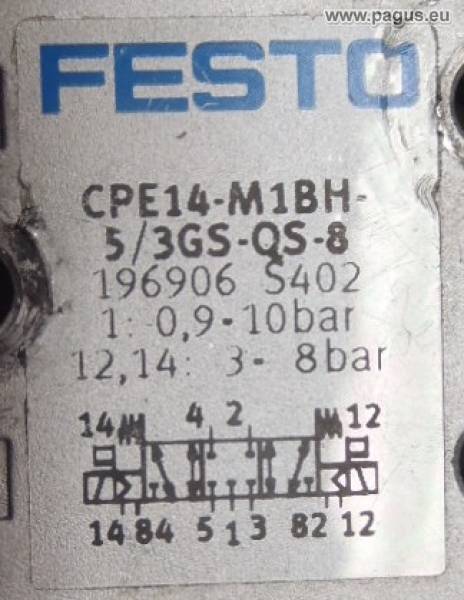 www.pagus.eu
FESTO
CPE14-M1BH-
5/3GS-QS-8
196906 S402
1: 0,9-10bar
12,14: 3- 8bar
14 4 2 12
14 84 5 1 3 82 12